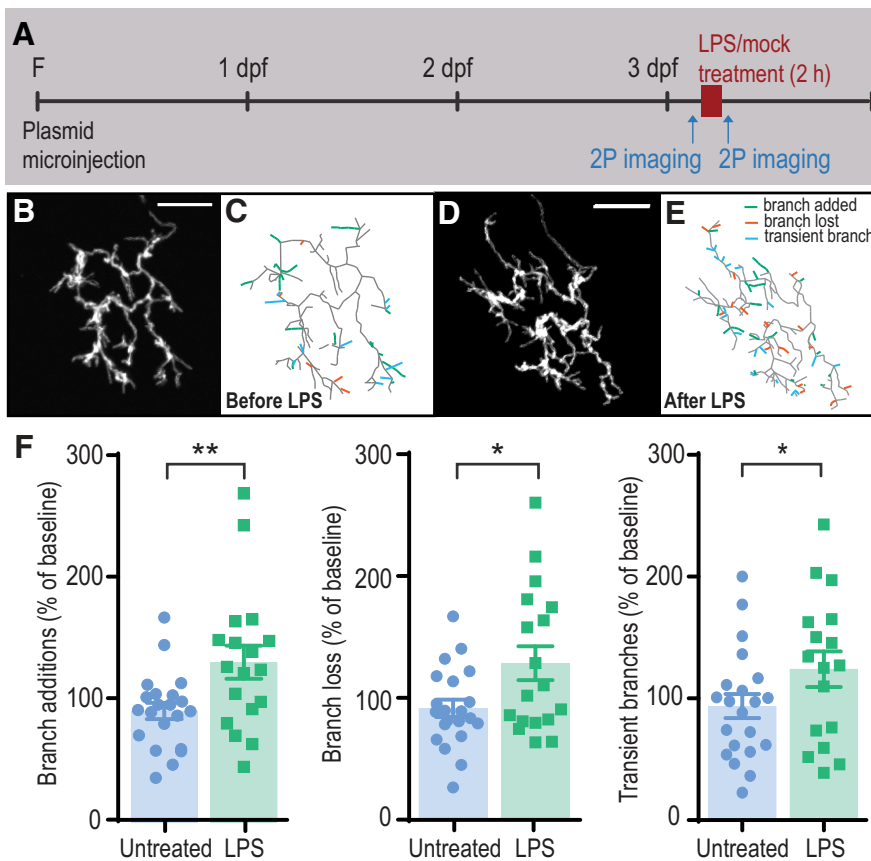 A
F
1 dpf
2 dpf
3 dpf
LPS/mock
treatment (2 h)
Plasmid
microinjection
2P imaging
2P imaging
B
C
Before LPS
D
E
branch added
branch lost
transient branch
After LPS
F
Branch additions (% of baseline)
300
200
100
0
**
Untreated
LPS
Branch loss (% of baseline)
300
200
100
0
*
Untreated
LPS
Transient branches (% of baseline)
300
200
100
0
*
Untreated
LPS